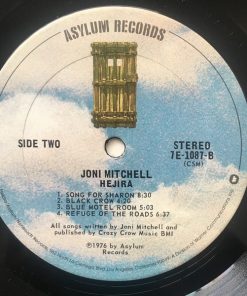 ASYLUM RECORDS
SIDE TWO
STEREO
7E-1087-B
(CSM)
JONI MITCHELL
HEJIRA
1. SONG FOR SHARON 8:30
2. BLACK CROW 4:20
3. BLUE MOTEL ROOM 5:03
4. REFUGE OF THE ROADS 6:37
All songs written by Joni Mitchell and
published by Crazy Crow Music BMI
©1976 by Asylum
Records